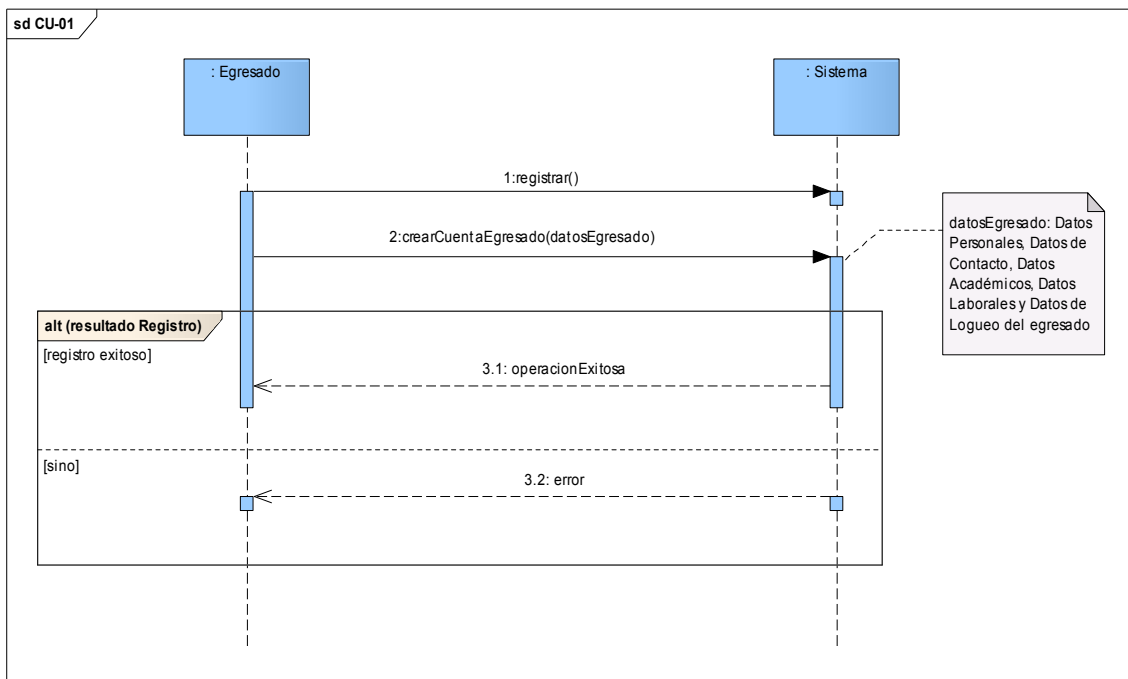 sd CU-01
: Egresado
: Sistema
1:registrar()
2:crearCuentaEgresado(datosEgresado)
datosEgresado: Datos
Personales, Datos de
Contacto, Datos
Académicos, Datos
Laborales y Datos de
Logueo del egresado
alt (resultado Registro)
[registro exitoso]
3.1: operacionExitosa
[sino]
3.2: error